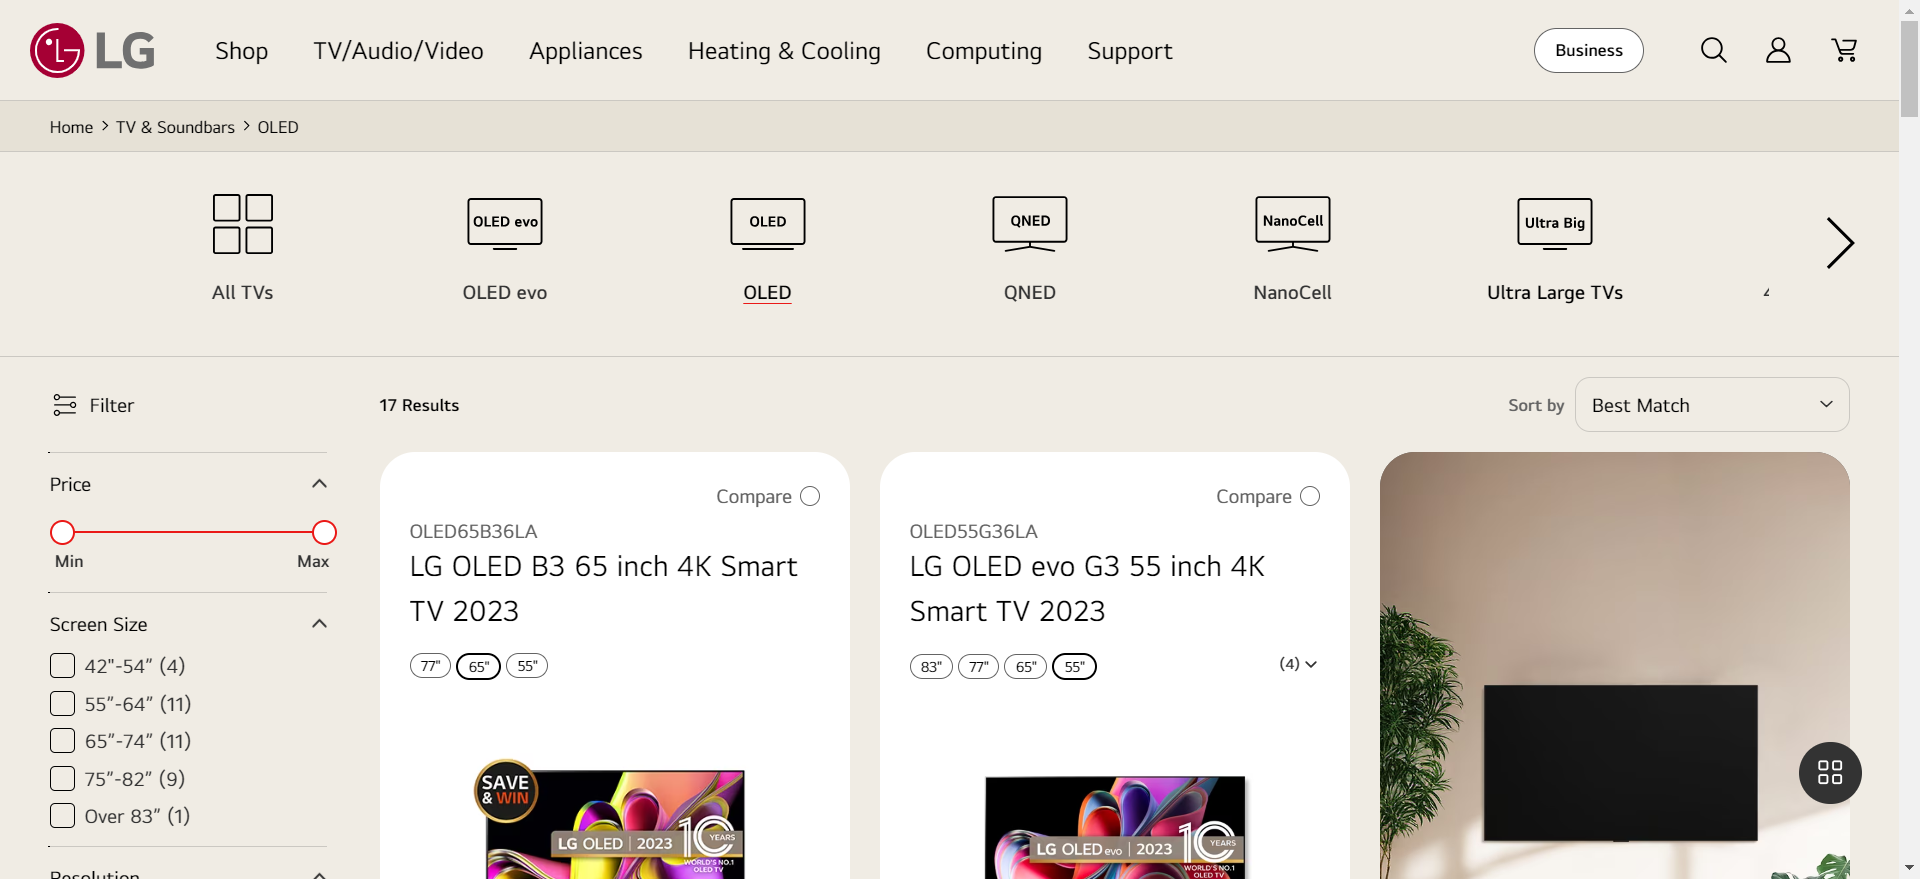 LG
Shop
TV/Audio/Video
Appliances
Heating & Cooling
Computing
Support
Business
Home > TV & Soundbars > OLED
OLED evo
OLED
QNED
NanoCell
Ultra Big
All TVs
OLED evo
OLED
QNED
NanoCell
Ultra Large TVs
Filter
17 Results
Sort by
Best Match
Price
Min
Max
Screen Size
42"-54” (4)
55”-64” (11)
65”-74” (11)
75”-82” (9)
Over 83” (1)
Resolution
Compare
OLED65B36LA
LG OLED B3 65 inch 4K Smart
TV 2023
77"
65"
55"
SAVE
& WIN
LG OLED | 2023
10 YEARS
WORLD'S NO.1
OLED TV
Compare
OLED55G36LA
LG OLED evo G3 55 inch 4K
Smart TV 2023
83"
77"
65"
55"
(4)
LG OLED evo | 2023
10 YEARS
WORLD'S NO.1
OLED TV